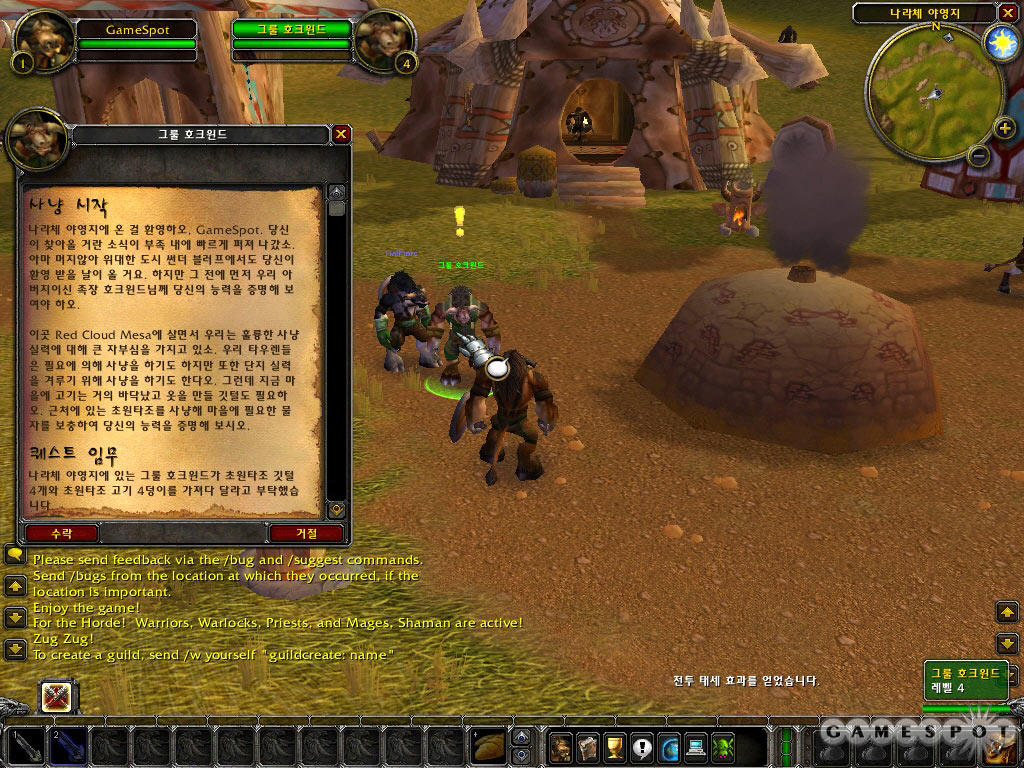 GameSpot
1
그룰 호크윈드
4
나라체 야영지
N
그룰 호크윈드
사냥 시작
나라체 야영지에 온 걸 환영하오, GameSpot. 당신
이 찾아올 거란 소식이 부족 내에 빠르게 퍼져 나갔소.
아마 머지않아 위대한 도시 썬더 블러프에서도 당신이
환영 받을 날이 올 거요. 하지만 그 전에 먼저 우리 아
버지이신 족장 호크윈드님께 당신의 능력을 증명해 보
여야 하오.
이곳 Red Cloud Mesa에 살면서 우리는 훌륭한 사냥
실력에 대해 큰 자부심을 가지고 있소. 우리 타우렌들
은 필요에 의해 사냥을 하기도 하지만 또한 단지 실력
을 겨루기 위해 사냥을 하기도 한다오. 그런데 지금 마
을에 고기는 거의 바닥났고 옷을 만들 깃털도 필요하
오. 근처에 있는 초원타조를 사냥해 마을에 필요한 물
자를 보충하여 당신의 능력을 증명해 보시오.
퀘스트 임무
나라체 야영지에 있는 그룰 호크윈드가 초원타조 깃털
4개와 초원타조 고기 4덩이를 가져다 달라고 부탁했습
니다.
수락
거절
그룰 호크윈드
Please send feedback via the /bug and /suggest commands.
Send /bugs from the location at which they occurred, if the
location is important.
Enjoy the game!
For the Horde! Warriors, Warlocks, Priests, and Mages, Shaman are active!
Zug Zug!
To create a guild, send /w yourself "guildcreate: name"
전투 태세 효과를 얻었습니다.
그룰 호크윈드
레벨 4
1
2
GAMESPOT